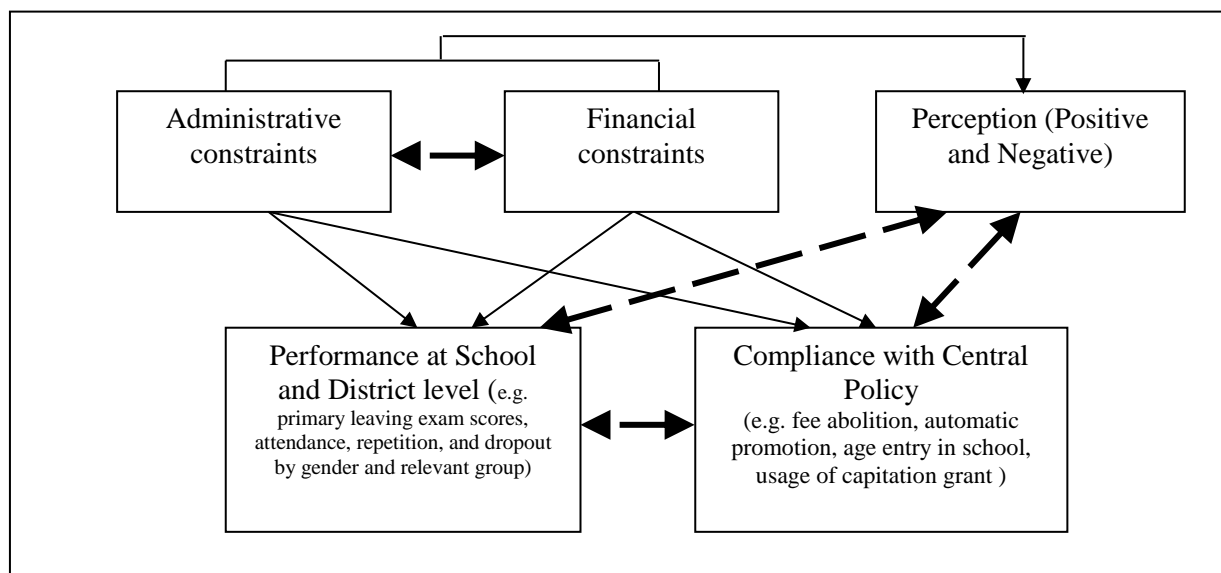 Administrative
constraints
Financial
constraints
Perception (Positive
and Negative)
Performance at School
and District level (e.g.
primary leaving exam scores,
attendance, repetition, and dropout
by gender and relevant group)
Compliance with Central
Policy
(e.g. fee abolition, automatic
promotion, age entry in school,
usage of capitation grant )